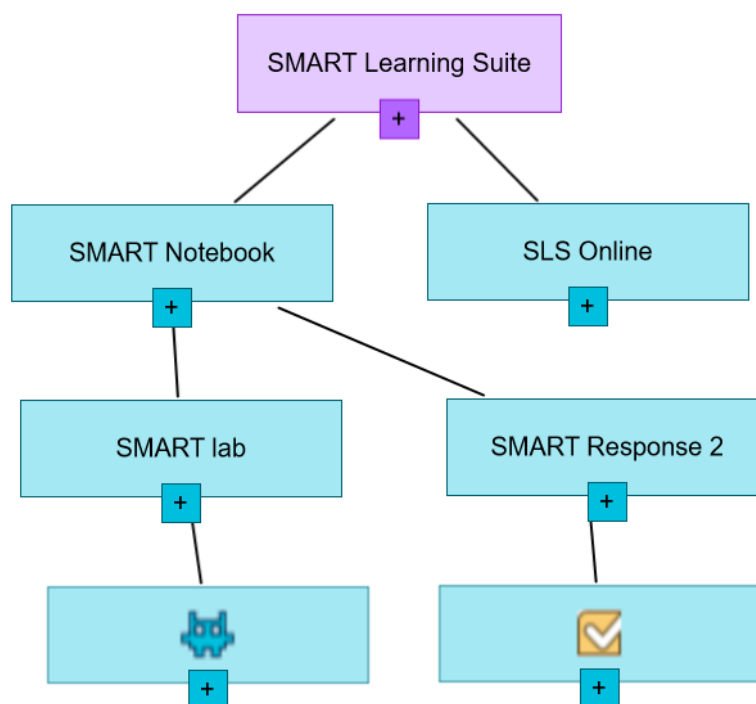 SMART Learning Suite
+
SMART Notebook
+
SLS Online
+
SMART lab
+
SMART Response 2
+
+
+